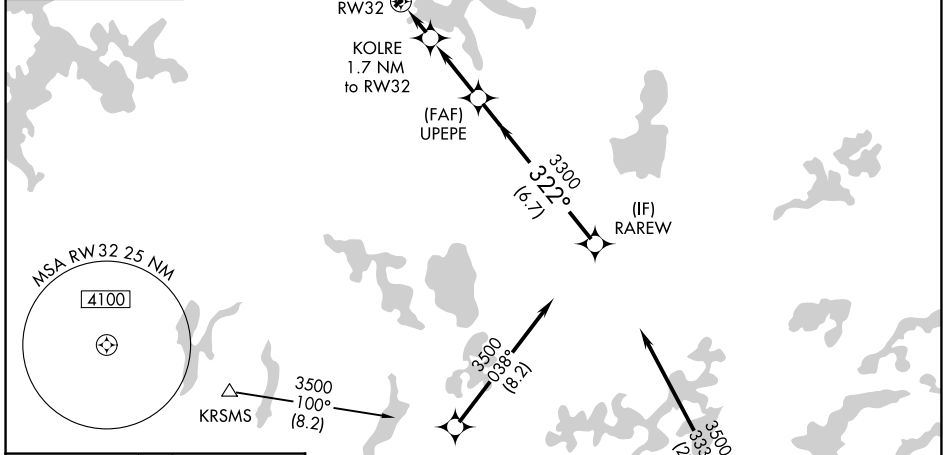 RW32
KOLRE
1.7 NM
to RW32
(FAF)
UPEPE
3300
322°
(6.7)
(IF)
RAREW
MSA RW32 25 NM
4100
3500
038°
(8.2)
3500
100°
(8.2)
KRSMS
3500